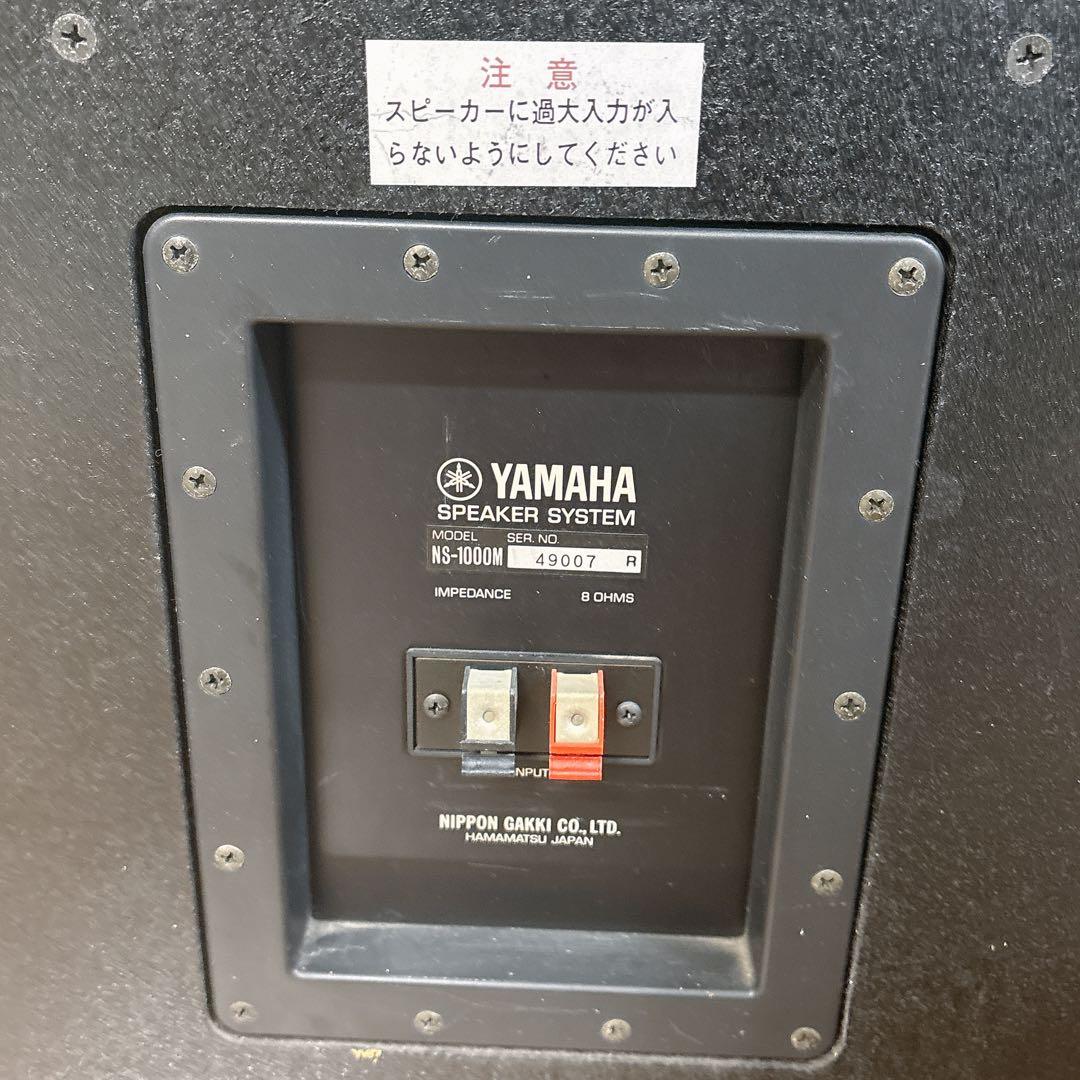 注 意
スピーカーに過大入力が入
らないようにしてください
YAMAHA
SPEAKER SYSTEM
MODEL SER. NO.
NS-1000M 49007 R
IMPEDANCE 8 OHMS
NPUT
NIPPON GAKKI CO., LTD.
HAMAMATSU JAPAN